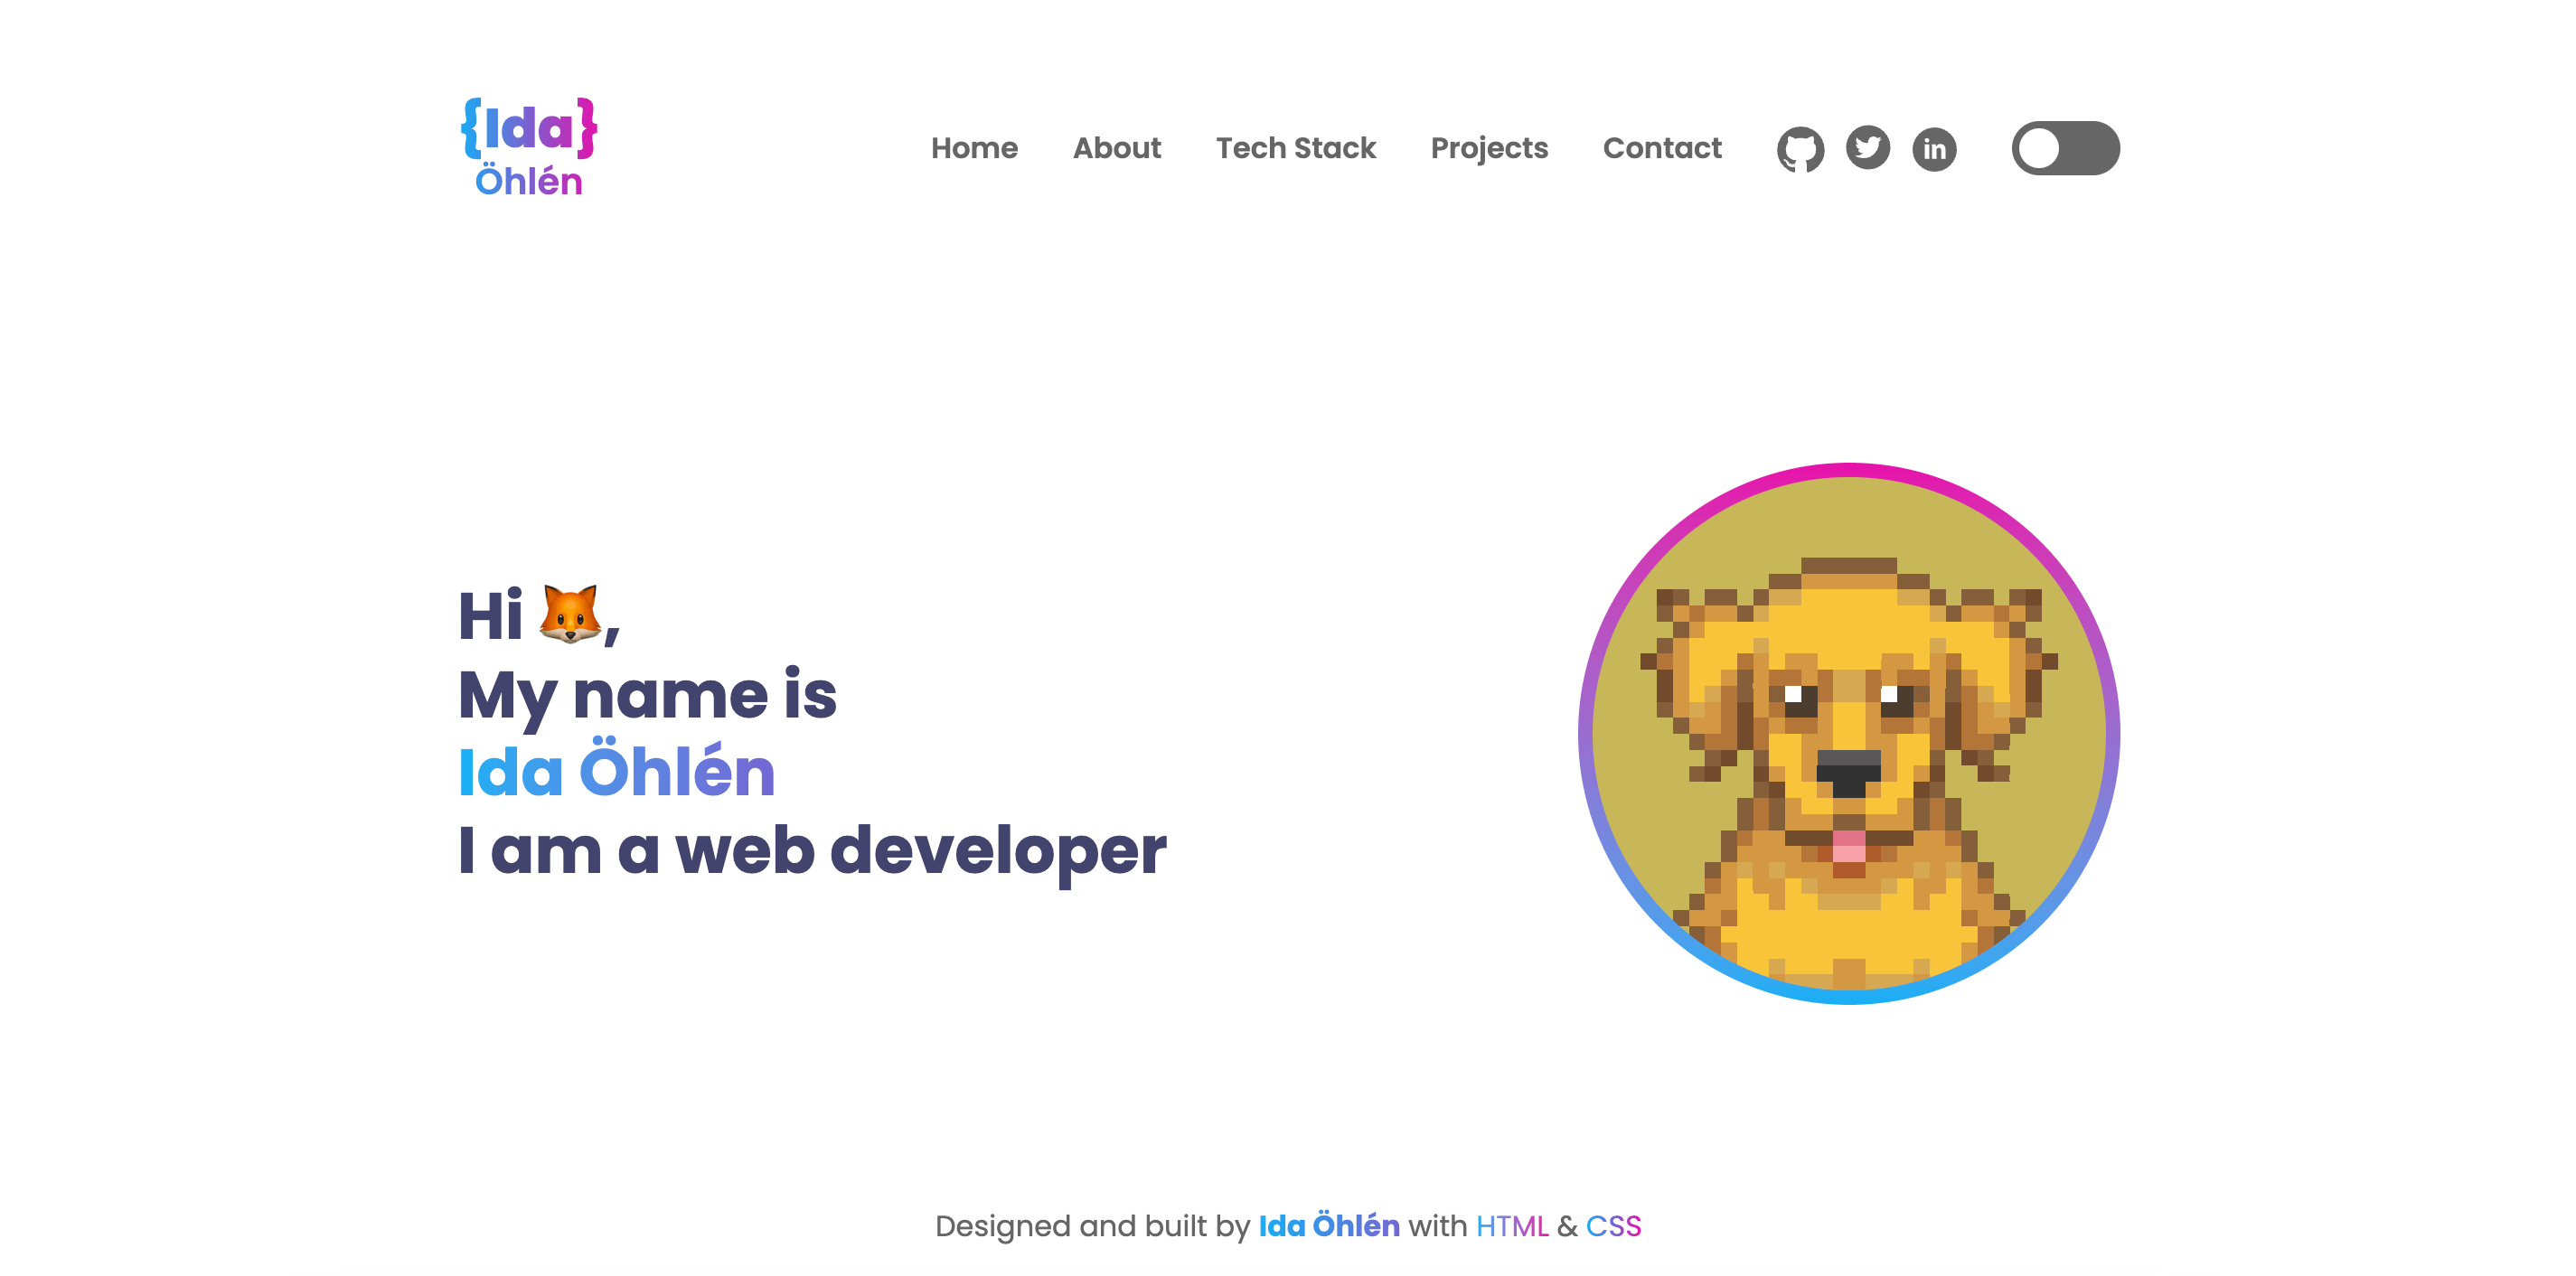 {Ida}
Öhlén
Home About Tech Stack Projects Contact in
Hi 🦊,
My name is
Ida Öhlén
I am a web developer
Designed and built by Ida Öhlén with HTML & CSS